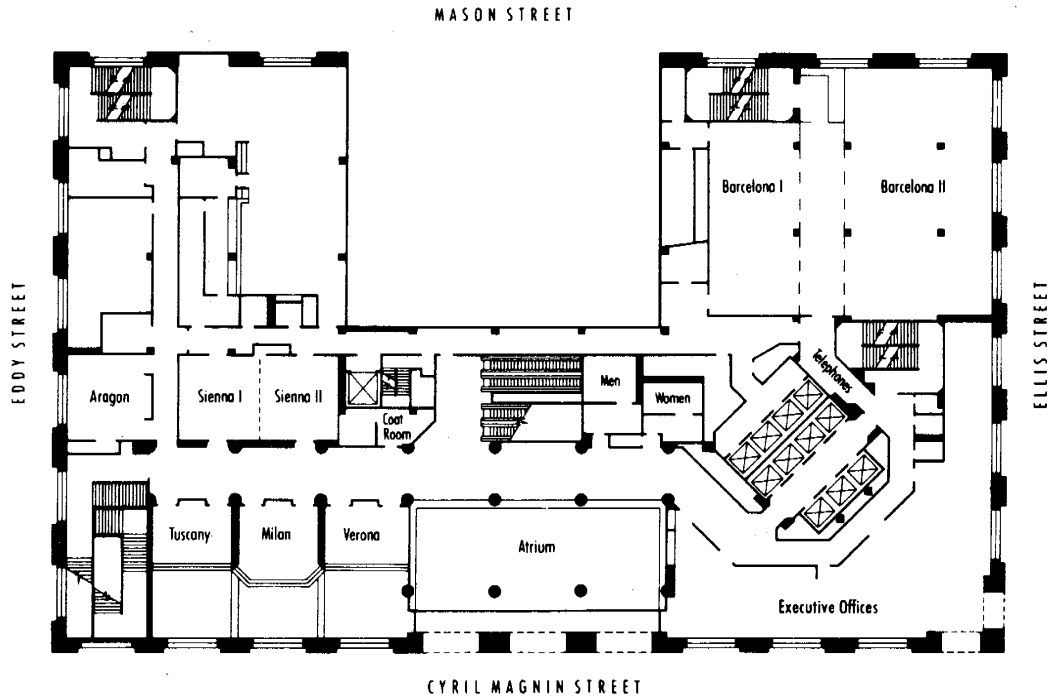 MASON STREET
Barcelona I
Barcelona II
EDDY STREET
ELLIS STREET
Telephones
Aragon
Sienna I
Sienna II
Men
Women
Coat
Room
Tuscany
Milan
Verona
Atrium
Executive Offices
CYRIL MAGNIN STREET